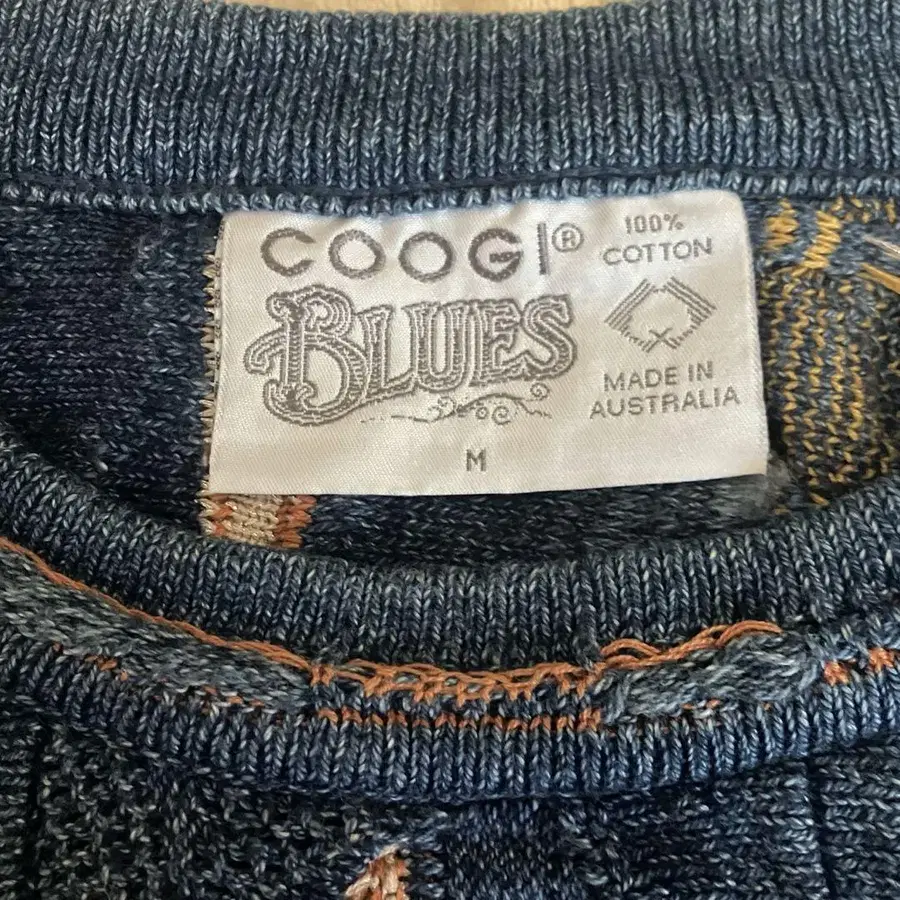 COOGI®
BLUES
M
100%
COTTON
MADE IN
AUSTRALIA